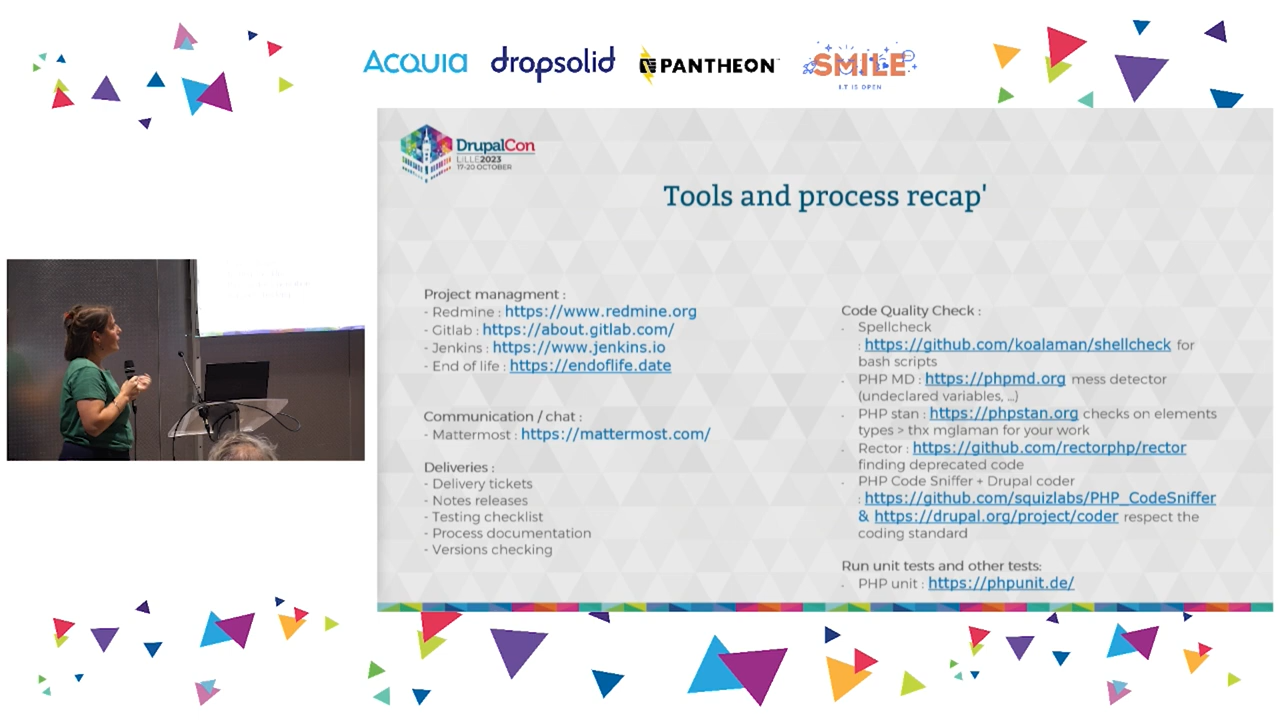 ACQUIA dropsolid PANTHEON SMILE
I.T IS OPEN
DrupalCon
LILLE2023
17-20 OCTOBER
Tools and process recap'
Project managment :
- Redmine : https://www.redmine.org
- Gitlab : https://about.gitlab.com/
- Jenkins : https://www.jenkins.io
- End of life : https://endoflife.date
Communication / chat :
- Mattermost : https://mattermost.com/
Deliveries :
- Delivery tickets
- Notes releases
- Testing checklist
- Process documentation
- Versions checking
Code Quality Check :
- Spellcheck
: https://github.com/koalaman/shellcheck for
bash scripts
- PHP MD : https://phpmd.org mess detector
(undeclared variables, ...)
- PHP stan : https://phpstan.org checks on elements
types > thx mglaman for your work
- Rector : https://github.com/rectorphp/rector
finding deprecated code
- PHP Code Sniffer + Drupal coder
: https://github.com/squizlabs/PHP_CodeSniffer
& https://drupal.org/project/coder respect the
coding standard
Run unit tests and other tests:
- PHP unit : https://phpunit.de/